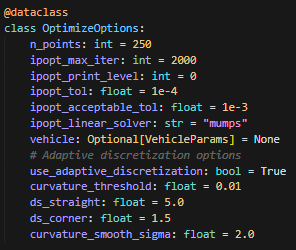 @dataclass
class OptimizeOptions:
    n_points: int = 250
    ipopt_max_iter: int = 2000
    ipopt_print_level: int = 0
    ipopt_tol: float = 1e-4
    ipopt_acceptable_tol: float = 1e-3
    ipopt_linear_solver: str = "mumps"
    vehicle: Optional[VehicleParams] = None
    # Adaptive discretization options
    use_adaptive_discretization: bool = True
    curvature_threshold: float = 0.01
    ds_straight: float = 5.0
    ds_corner: float = 1.5
    curvature_smooth_sigma: float = 2.0